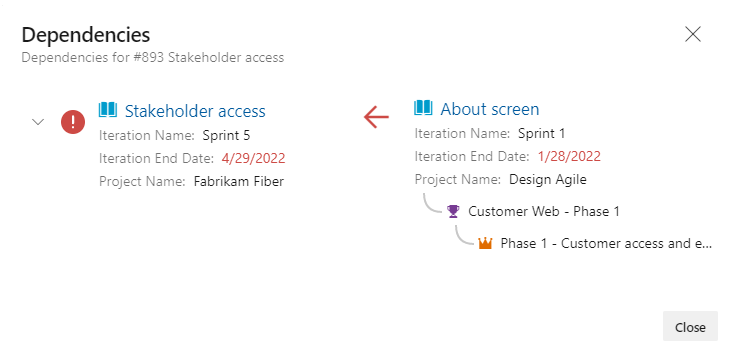 Dependencies
Dependencies for #893 Stakeholder access
Stakeholder access
Iteration Name: Sprint 5
Iteration End Date: 4/29/2022
Project Name: Fabrikam Fiber
About screen
Iteration Name: Sprint 1
Iteration End Date: 1/28/2022
Project Name: Design Agile
Customer Web - Phase 1
Phase 1 - Customer access and e...
Close